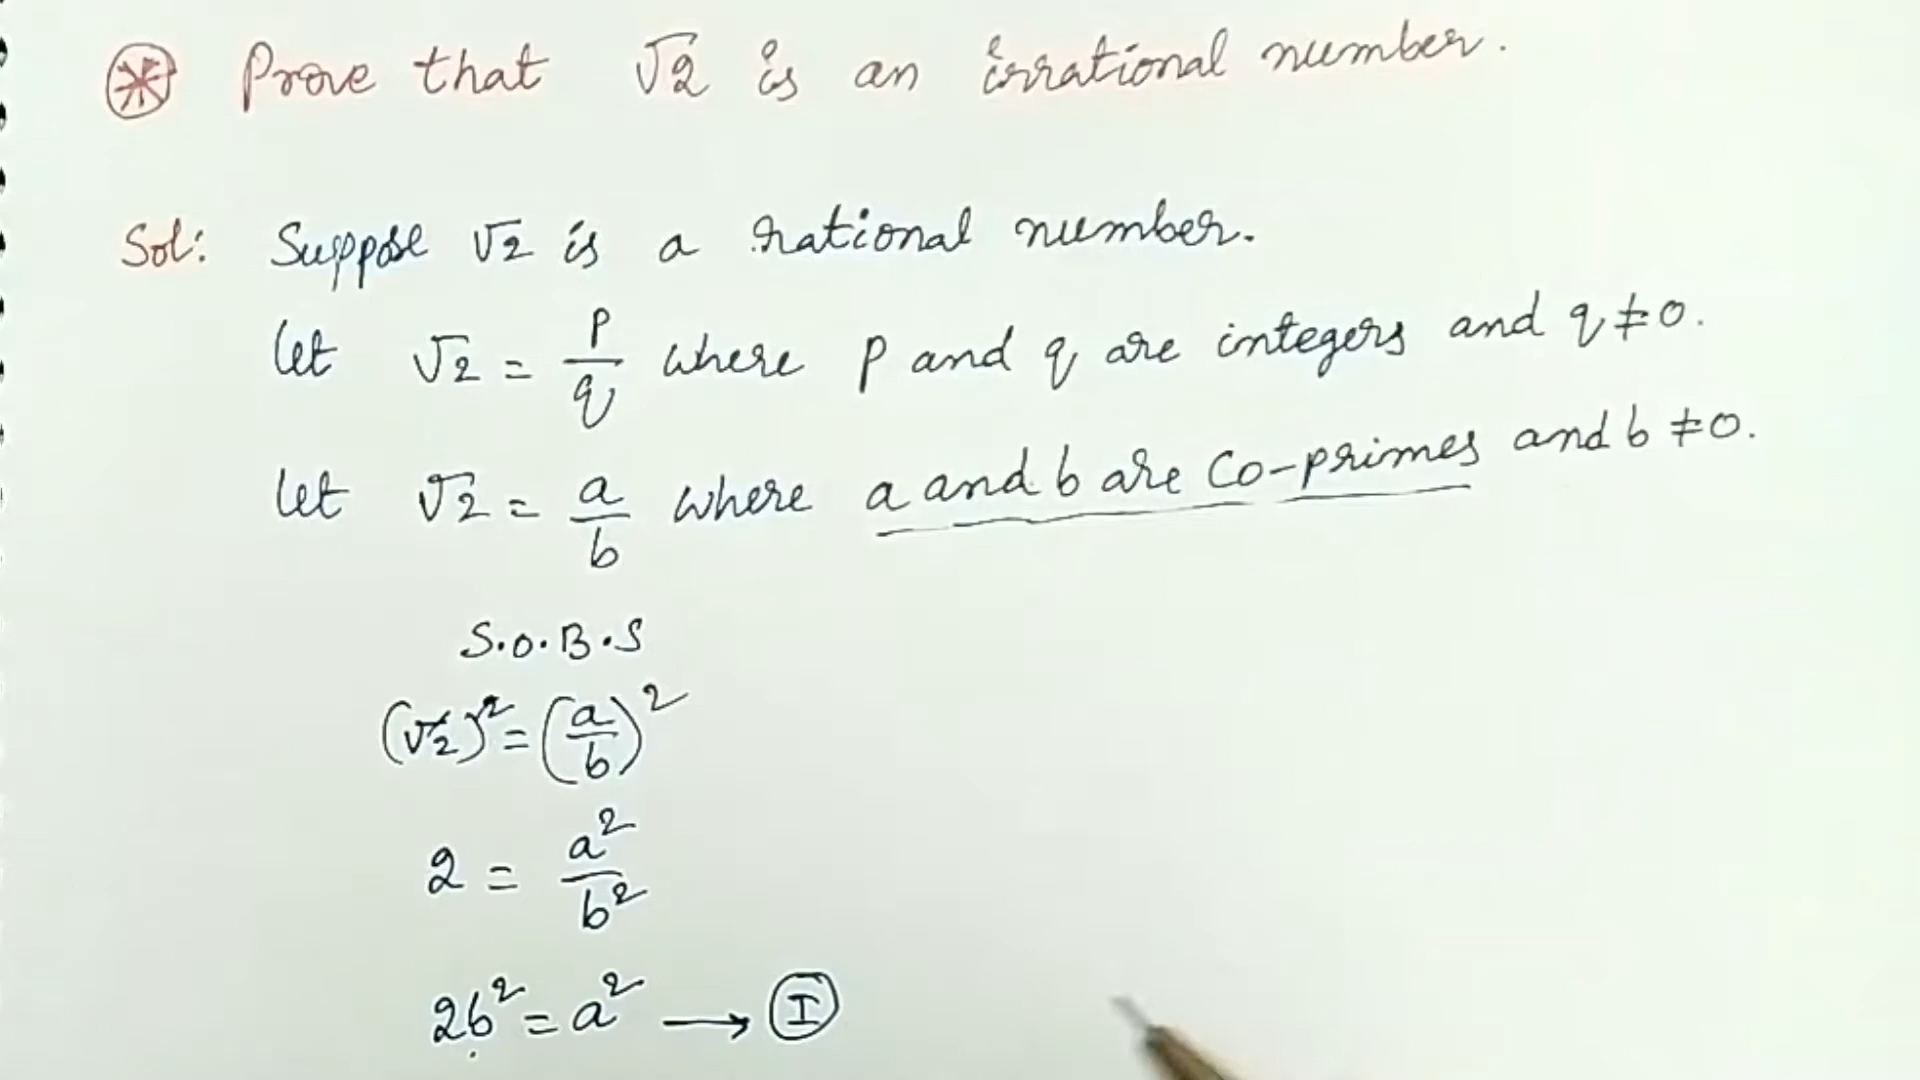 ⊛ Prove that √2 is an irrational number.
Sol: Suppose √2 is a rational number.
Let √2 = p/q where p and q are integers and q ≠ 0.
Let √2 = a/b where a and b are Co-primes and b ≠ 0.
S.O.B.S
(√2)² = (a/b)²
2 = a²/b²
2b² = a² → Ⓘ